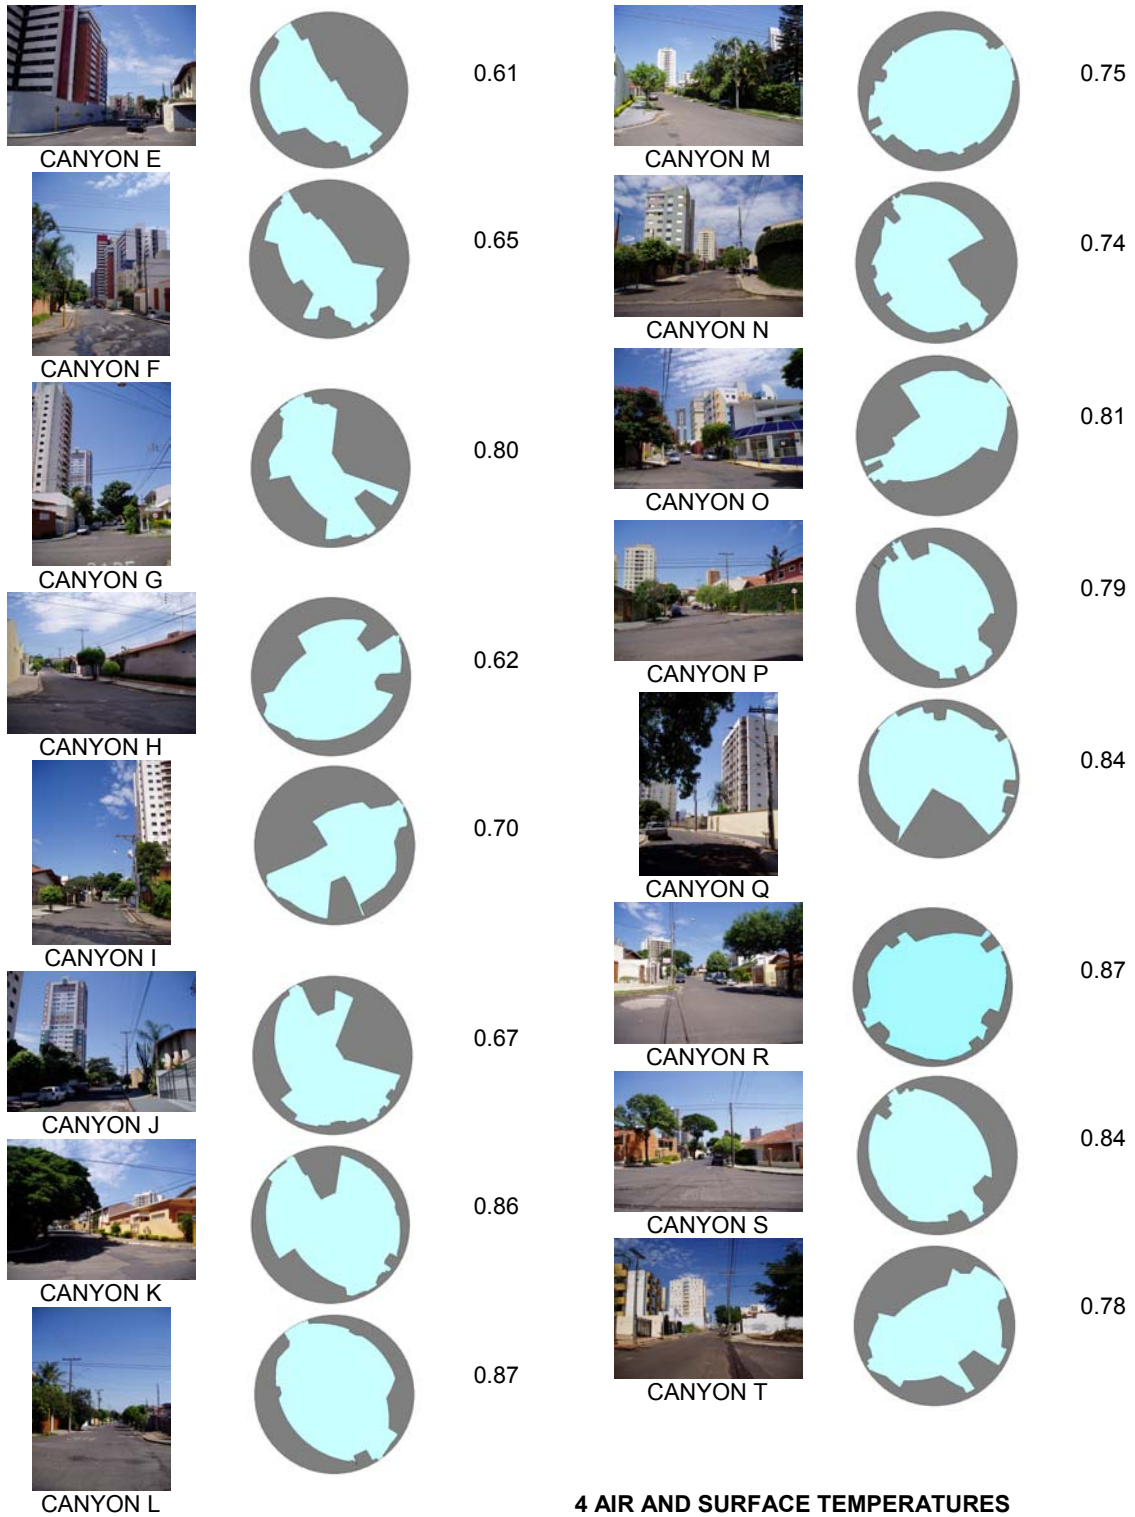 0.61
CANYON E
0.65
CANYON F
0.80
CANYON G
0.62
CANYON H
0.70
CANYON I
0.67
CANYON J
0.86
CANYON K
0.87
CANYON L
0.75
CANYON M
0.74
CANYON N
0.81
CANYON O
0.79
CANYON P
0.84
CANYON Q
0.87
CANYON R
0.84
CANYON S
0.78
CANYON T
4 AIR AND SURFACE TEMPERATURES